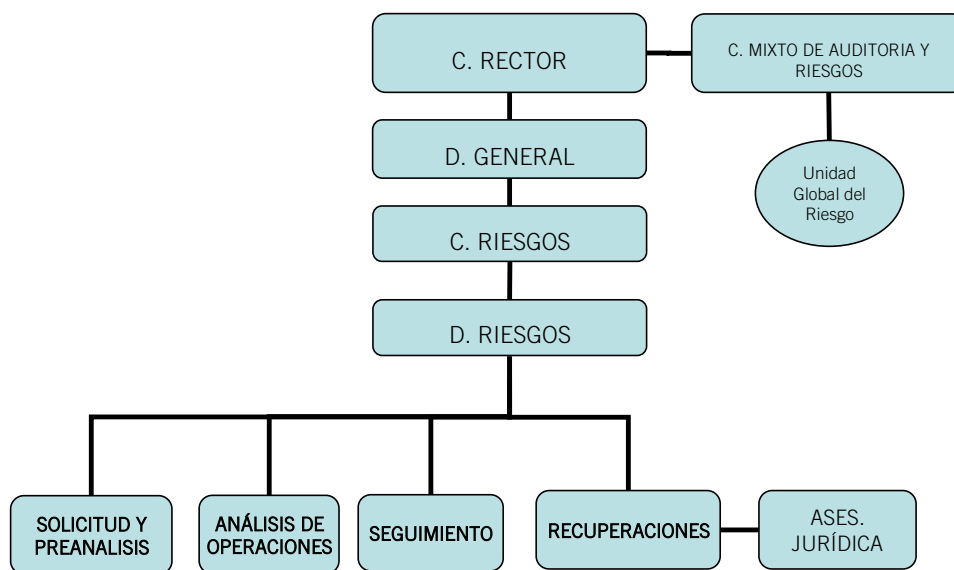 C. RECTOR
C. MIXTO DE AUDITORIA Y
RIESGOS
D. GENERAL
Unidad
Global del
Riesgo
C. RIESGOS
D. RIESGOS
SOLICITUD Y
PREANALISIS
ANÁLISIS DE
OPERACIONES
SEGUIMIENTO
RECUPERACIONES
ASES.
JURÍDICA